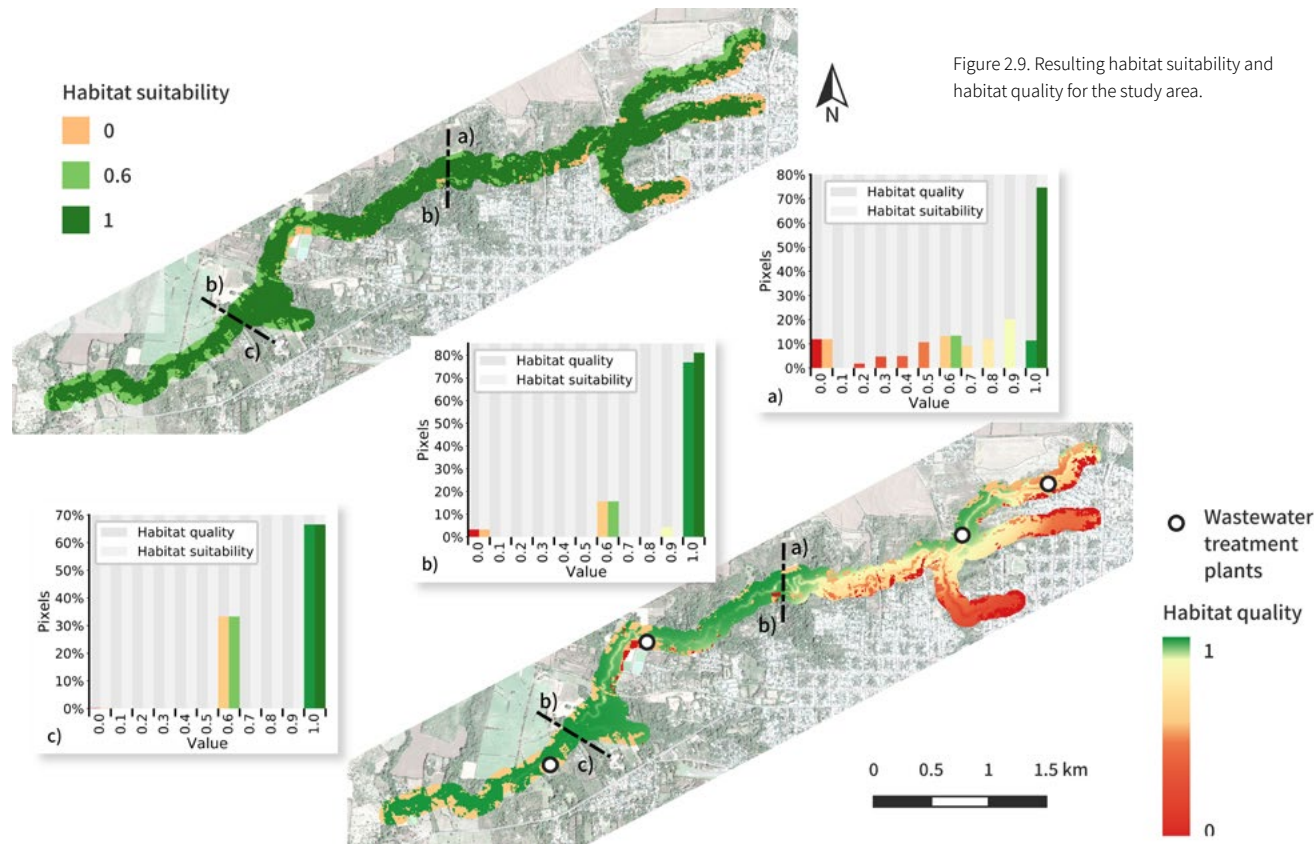 Figure 2.9. Resulting habitat suitability and
habitat quality for the study area.
N
Habitat suitability
0
0.6
1
a)
b)
b)
c)
80%
70%
60%
50%
40%
30%
20%
10%
0%
Pixels
Habitat quality
Habitat suitability
0.0 0.1 0.2 0.3 0.4 0.5 0.6 0.7 0.8 0.9 1.0
Value
a)
80%
70%
60%
50%
40%
30%
20%
10%
0%
Pixels
Habitat quality
Habitat suitability
0.0 0.1 0.2 0.3 0.4 0.5 0.6 0.7 0.8 0.9 1.0
Value
b)
70%
60%
50%
40%
30%
20%
10%
0%
Pixels
Habitat quality
Habitat suitability
0.0 0.1 0.2 0.3 0.4 0.5 0.6 0.7 0.8 0.9 1.0
Value
c)
a)
b)
b)
c)
Wastewater
treatment
plants
Habitat quality
1
0
0 0.5 1 1.5 km